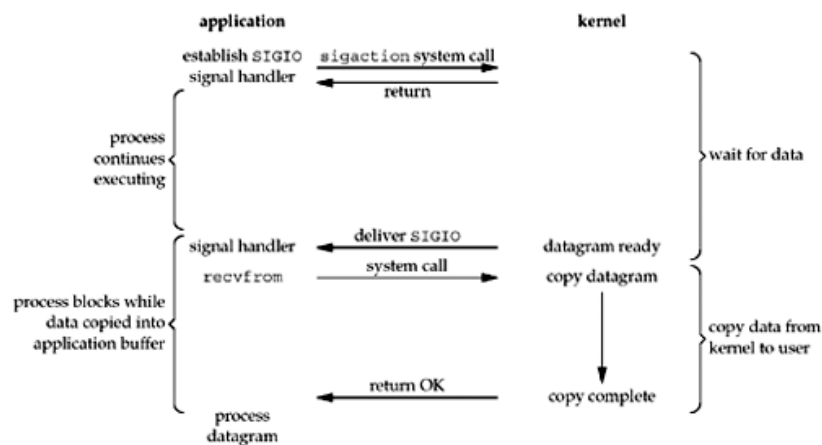 application kernel
establish SIGIO sigaction system call
signal handler
return
process
continues
executing
wait for data
deliver SIGIO
signal handler datagram ready
system call
recvfrom copy datagram
process blocks while
data copied into
application buffer
copy data from
kernel to user
return OK
copy complete
process
datagram